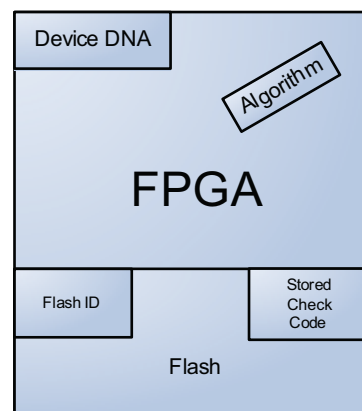 Device DNA
Algorithm
FPGA
Flash ID
Stored
Check
Code
Flash